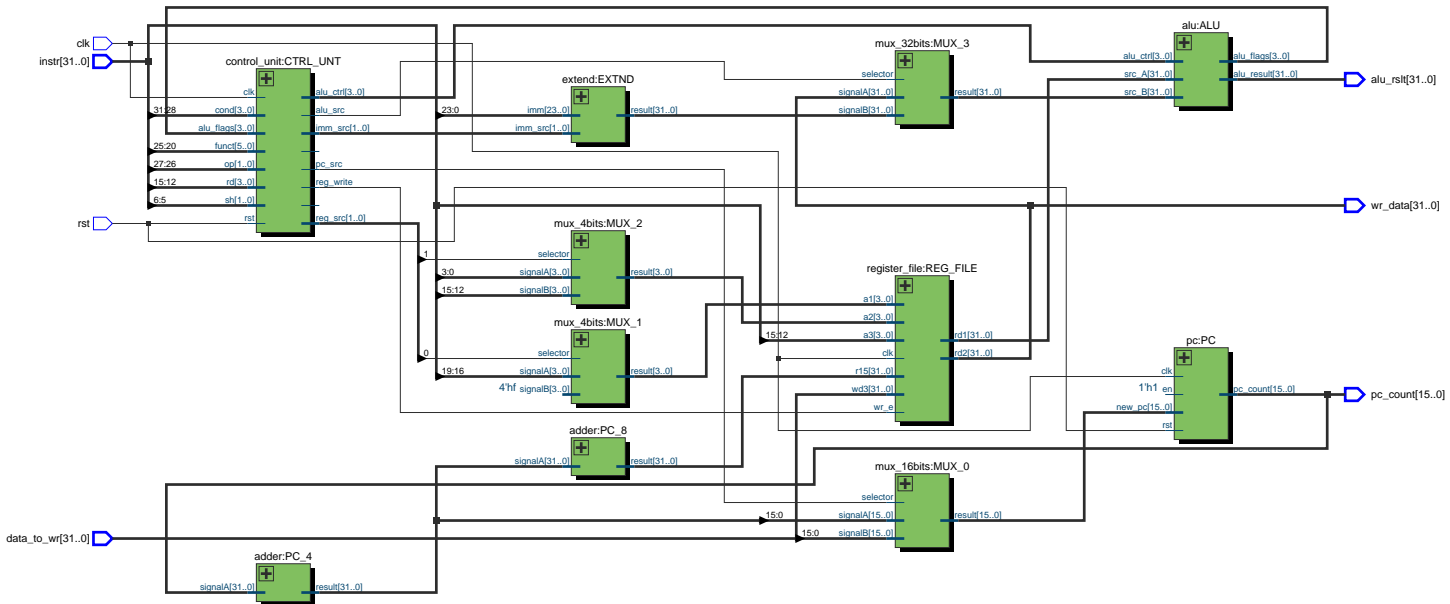 clk
instr[31..0]
rst
data_to_wr[31..0]
control_unit:CTRL_UNT
clk
31:28 cond[3..0]
alu_flags[3..0]
25:20 funct[5..0]
27:26 op[1..0]
15:12 rd[3..0]
6:5 sh[1..0]
rst
alu_ctrl[3..0]
alu_src
imm_src[1..0]
pc_src
reg_write
reg_src[1..0]
extend:EXTND
23:0 imm[23..0]
imm_src[1..0]
result[31..0]
mux_4bits:MUX_2
1 selector
3:0 signalA[3..0]
15:12 signalB[3..0]
result[3..0]
mux_4bits:MUX_1
0 selector
19:16 signalA[3..0]
4'hf signalB[3..0]
result[3..0]
adder:PC_8
signalA[31..0]
result[31..0]
adder:PC_4
signalA[31..0]
result[31..0]
mux_32bits:MUX_3
selector
signalA[31..0]
signalB[31..0]
result[31..0]
register_file:REG_FILE
a1[3..0]
a2[3..0]
15:12 a3[3..0]
clk
r15[31..0]
wd3[31..0]
wr_e
rd1[31..0]
rd2[31..0]
mux_16bits:MUX_0
selector
15:0 signalA[15..0]
15:0 signalB[15..0]
result[15..0]
alu:ALU
alu_ctrl[3..0]
src_A[31..0]
src_B[31..0]
alu_flags[3..0]
alu_result[31..0]
pc:PC
clk
1'h1 en
new_pc[15..0]
rst
pc_count[15..0]
alu_rslt[31..0]
wr_data[31..0]
pc_count[15..0]